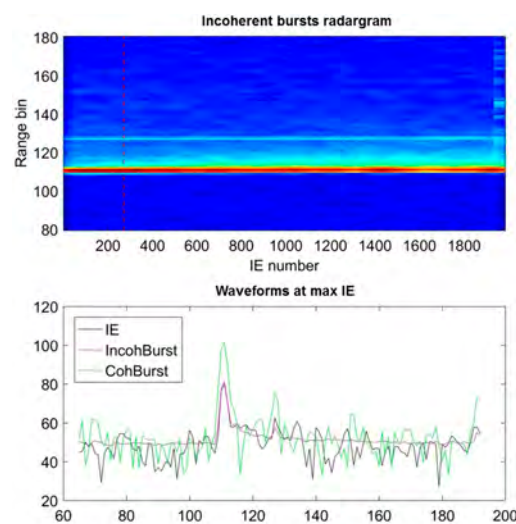 Incoherent bursts radargram
180
160
140
120
100
80
Range bin
200 400 600 800 1000 1200 1400 1600 1800
IE number
Waveforms at max IE
120
100
80
60
40
20
IE
IncohBurst
CohBurst
60 80 100 120 140 160 180 200